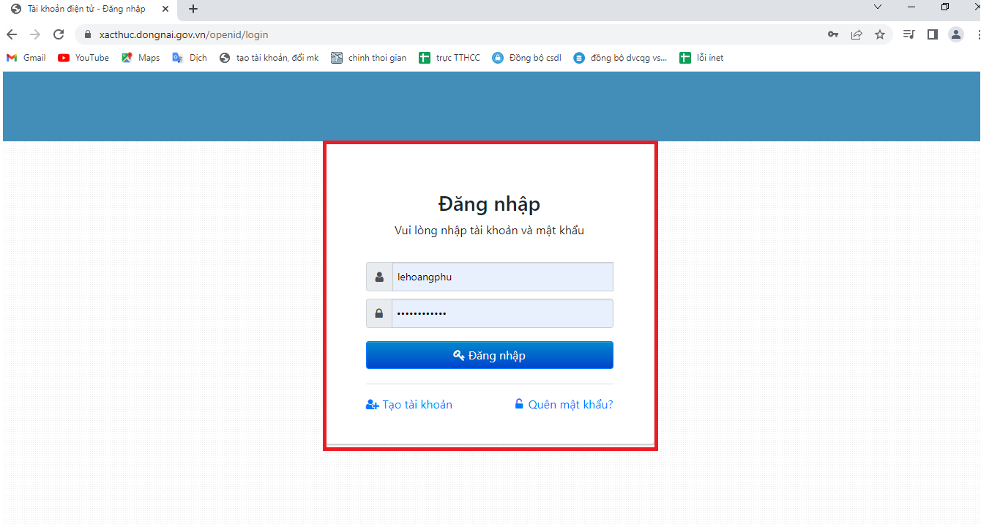 Tài khoản điện tử - Đăng nhập
xacthuc.dongnai.gov.vn/openid/login
Gmail YouTube Maps Dịch tạo tài khoản, đổi mk chinh thoi gian trực TTHCC Đồng bộ csdl đồng bộ dvcqg vs... lỗi inet
Đăng nhập
Vui lòng nhập tài khoản và mật khẩu
lehoangphu
••••••••••••
Đăng nhập
Tạo tài khoản Quên mật khẩu?